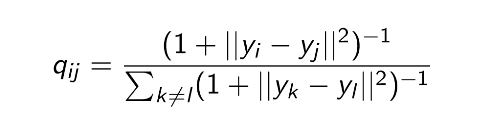 q_{ij} = \frac{(1 + ||y_i - y_j||^2)^{-1}}{\sum_{k \neq l}(1 + ||y_k - y_l||^2)^{-1}}